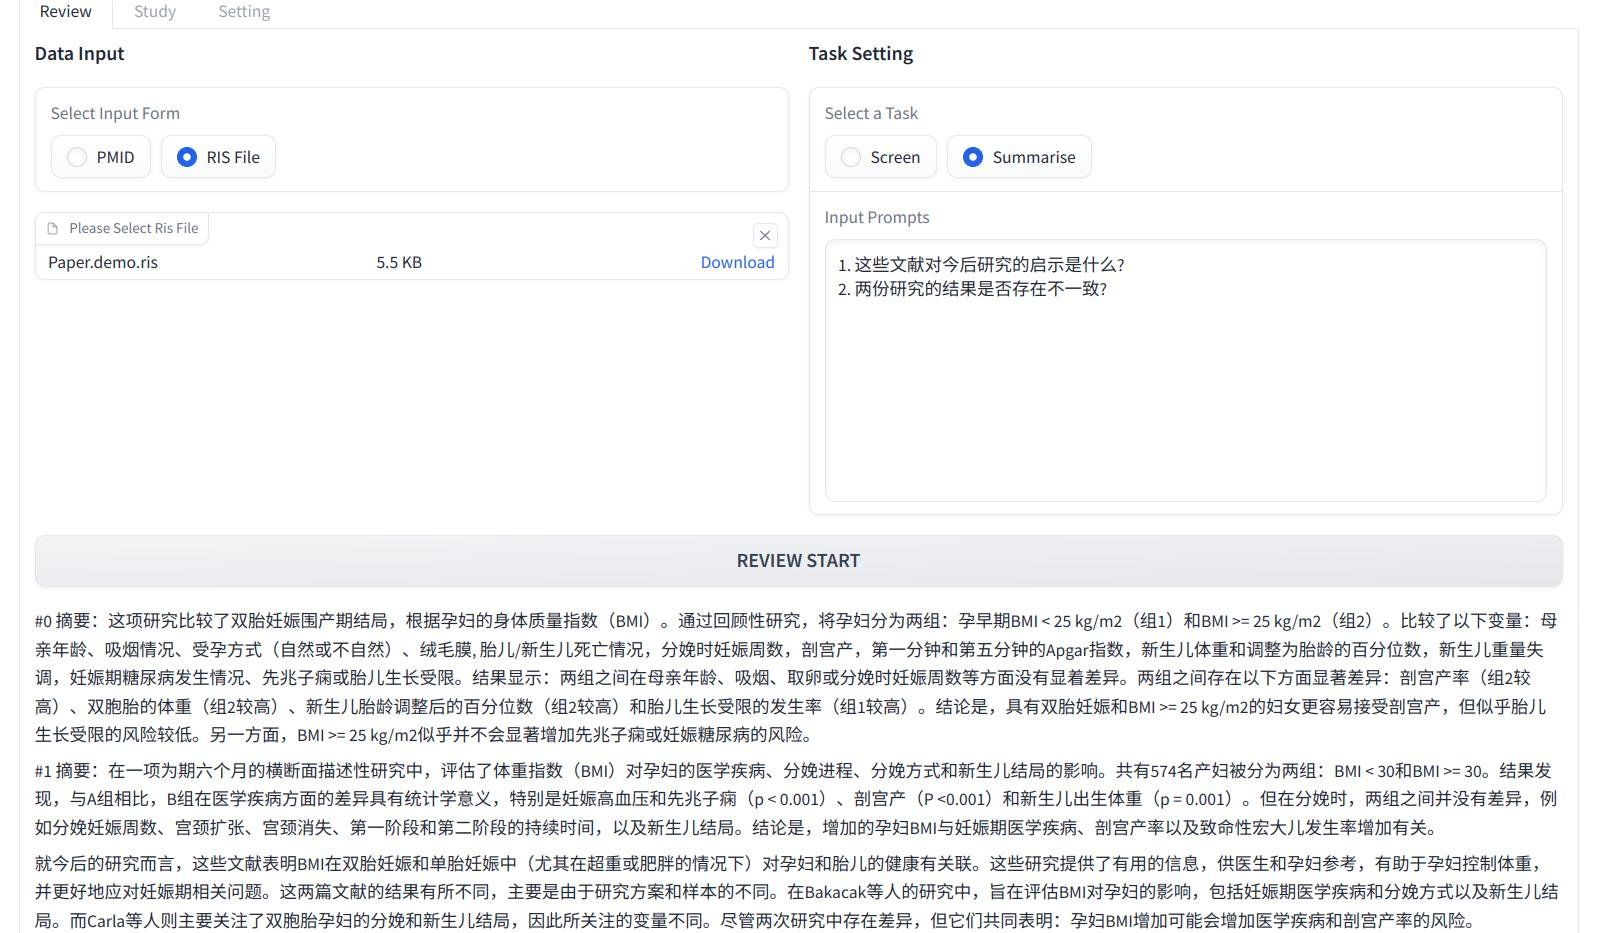 Review Study Setting
Data Input
Task Setting
Select Input Form
PMID RIS File
Select a Task
Screen Summarise
Please Select Ris File
Paper.demo.ris 5.5 KB Download
Input Prompts
1. 这些文献对今后研究的启示是什么?
2. 两份研究的结果是否存在不一致?
REVIEW START
#0 摘要：这项研究比较了双胎妊娠围产期结局，根据孕妇的身体质量指数（BMI）。通过回顾性研究，将孕妇分为两组：孕早期BMI < 25 kg/m2（组1）和BMI >= 25 kg/m2（组2）。比较了以下变量：母
亲年龄、吸烟情况、受孕方式（自然或不自然）、绒毛膜, 胎儿/新生儿死亡情况，分娩时妊娠周数，剖宫产，第一分钟和第五分钟的Apgar指数，新生儿体重和调整为胎龄的百分位数，新生儿重量失
调，妊娠期糖尿病发生情况、先兆子痫或胎儿生长受限。结果显示：两组之间在母亲年龄、吸烟、取卵或分娩时妊娠周数等方面没有显着差异。两组之间存在以下方面显著差异：剖宫产率（组2较
高）、双胞胎的体重（组2较高）、新生儿胎龄调整后的百分位数（组2较高）和胎儿生长受限的发生率（组1较高）。结论是，具有双胎妊娠和BMI >= 25 kg/m2的妇女更容易接受剖宫产，但似乎胎儿
生长受限的风险较低。另一方面，BMI >= 25 kg/m2似乎并不会显著增加先兆子痫或妊娠糖尿病的风险。
#1 摘要：在一项为期六个月的横断面描述性研究中，评估了体重指数（BMI）对孕妇的医学疾病、分娩进程、分娩方式和新生儿结局的影响。共有574名产妇被分为两组：BMI < 30和BMI >= 30。结果发
现，与A组相比，B组在医学疾病方面的差异具有统计学意义，特别是妊娠高血压和先兆子痫（p < 0.001）、剖宫产（P <0.001）和新生儿出生体重（p = 0.001）。但在分娩时，两组之间并没有差异，例
如分娩妊娠周数、宫颈扩张、宫颈消失、第一阶段和第二阶段的持续时间，以及新生儿结局。结论是，增加的孕妇BMI与妊娠期医学疾病、剖宫产率以及致命性宏大儿发生率增加有关。
就今后的研究而言，这些文献表明BMI在双胎妊娠和单胎妊娠中（尤其在超重或肥胖的情况下）对孕妇和胎儿的健康有关联。这些研究提供了有用的信息，供医生和孕妇参考，有助于孕妇控制体重，
并更好地应对妊娠期相关问题。这两篇文献的结果有所不同，主要是由于研究方案和样本的不同。在Bakacak等人的研究中，旨在评估BMI对孕妇的影响，包括妊娠期医学疾病和分娩方式以及新生儿结
局。而Carla等人则主要关注了双胞胎孕妇的分娩和新生儿结局，因此所关注的变量不同。尽管两次研究中存在差异，但它们共同表明：孕妇BMI增加可能会增加医学疾病和剖宫产率的风险。